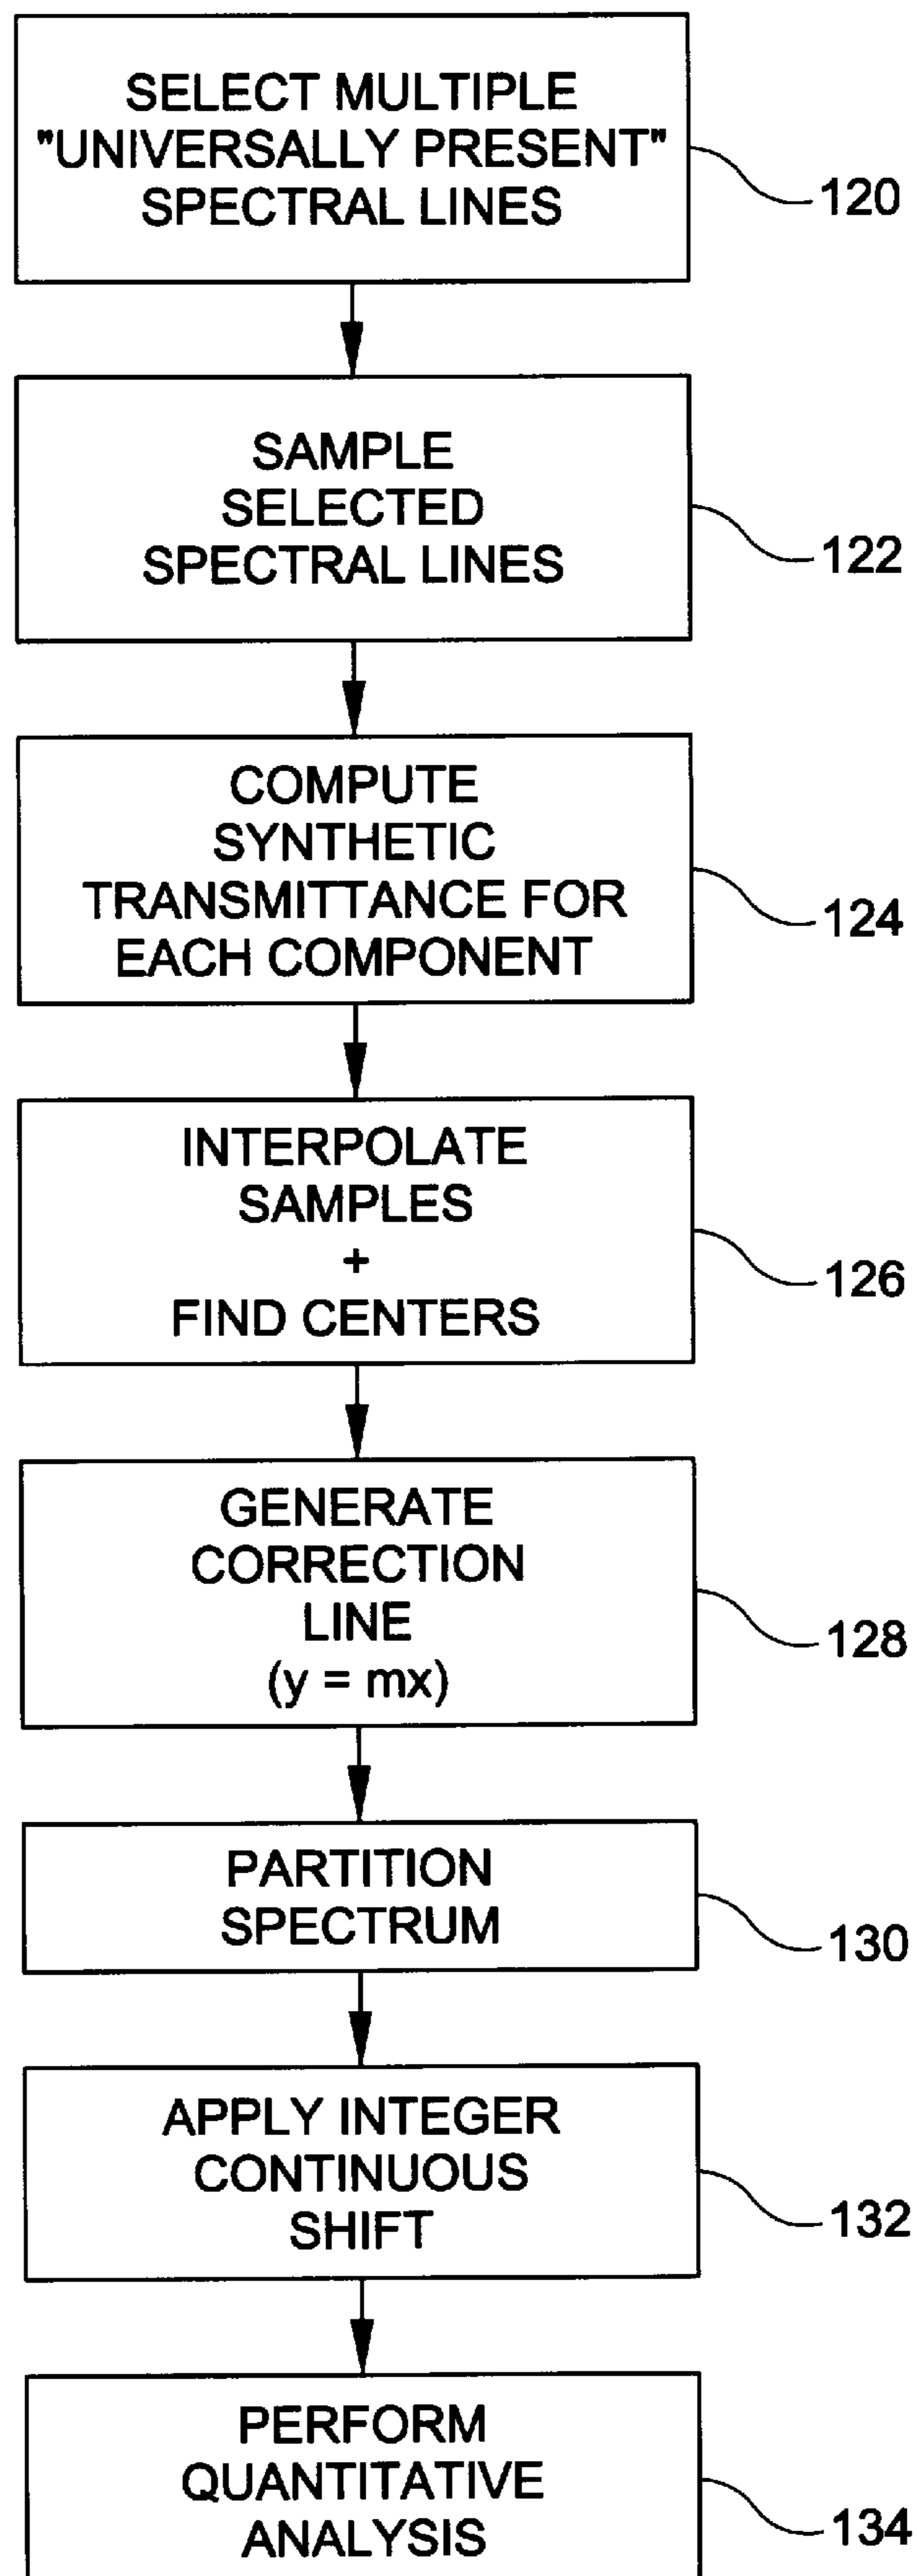 SELECT MULTIPLE
"UNIVERSALLY PRESENT"
SPECTRAL LINES
120
SAMPLE
SELECTED
SPECTRAL LINES
122
COMPUTE
SYNTHETIC
TRANSMITTANCE FOR
EACH COMPONENT
124
INTERPOLATE
SAMPLES
+
FIND CENTERS
126
GENERATE
CORRECTION
LINE
(y = mx)
128
PARTITION
SPECTRUM
130
APPLY INTEGER
CONTINUOUS
SHIFT
132
PERFORM
QUANTITATIVE
ANALYSIS
134